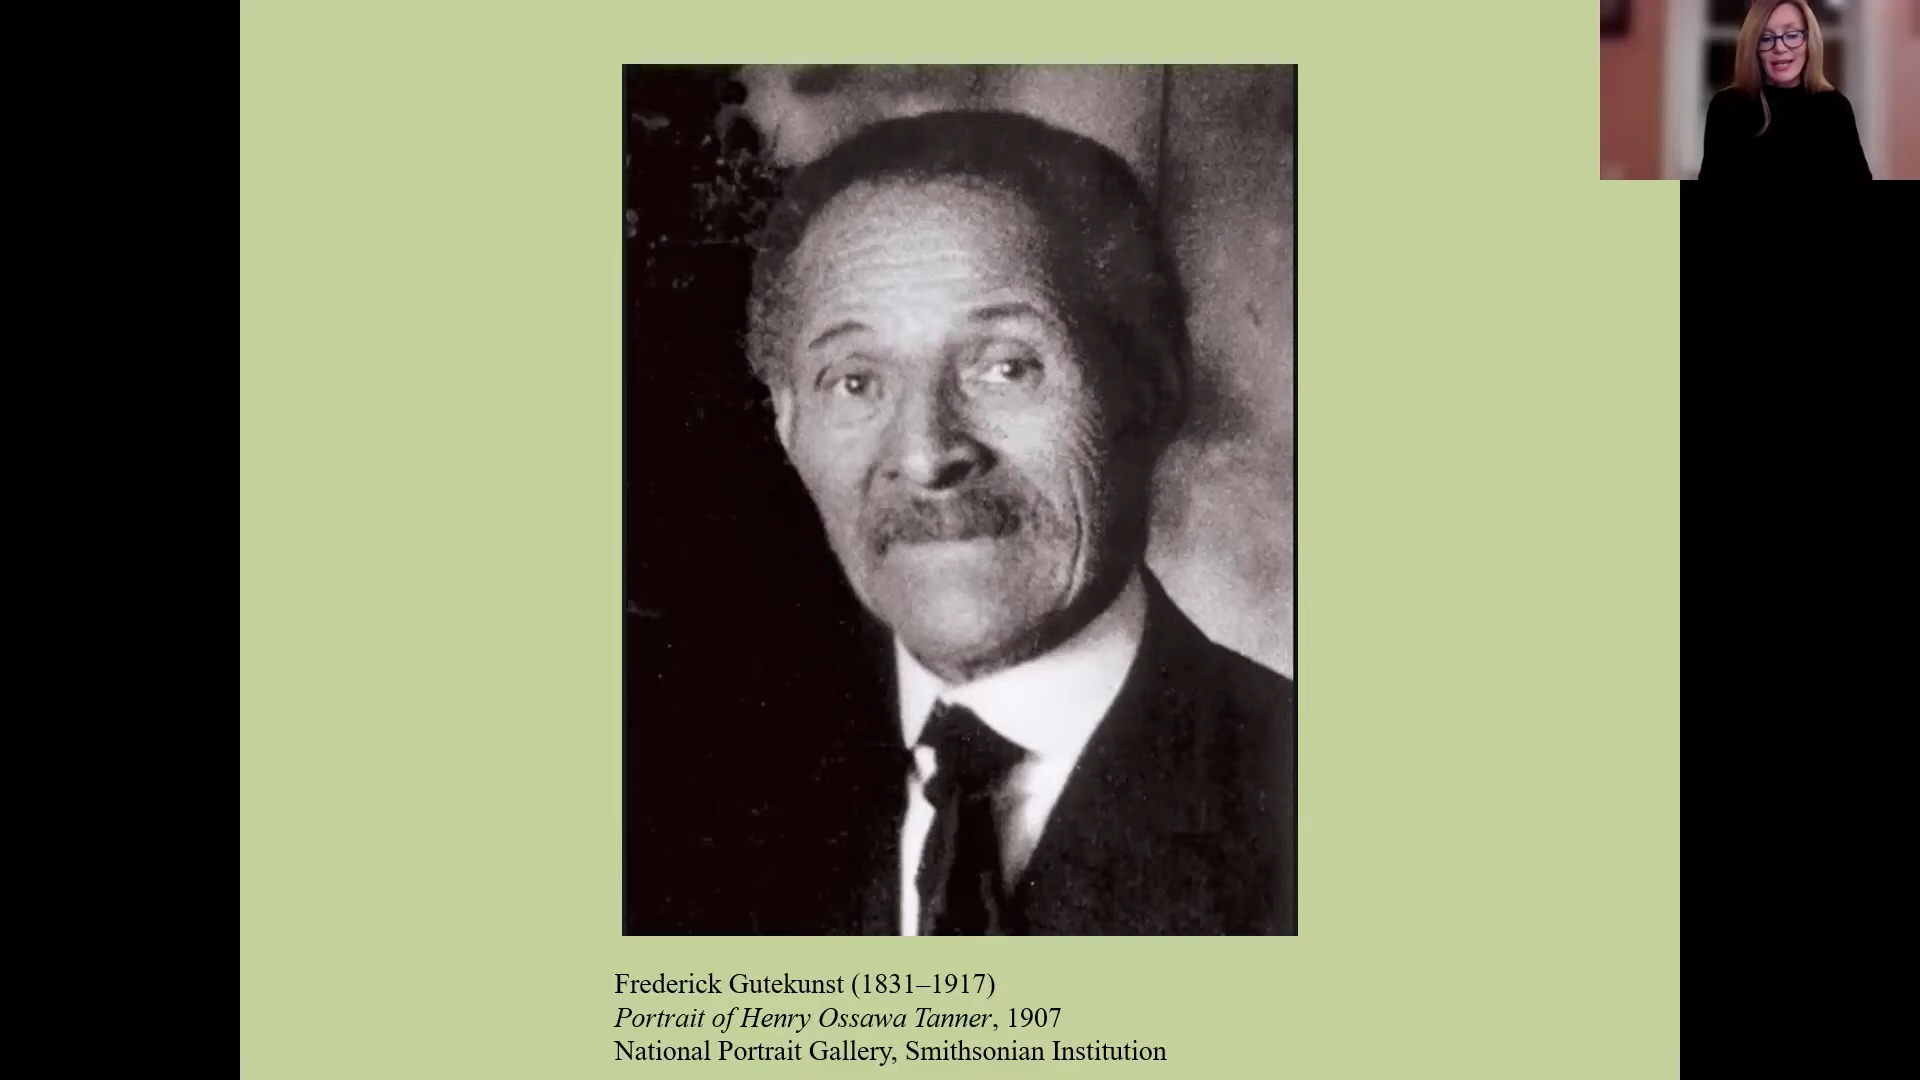 Frederick Gutekunst (1831–1917)
Portrait of Henry Ossawa Tanner, 1907
National Portrait Gallery, Smithsonian Institution